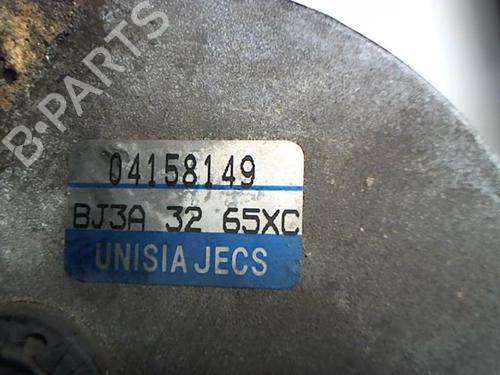 B-PARTS
04158149
BJ3A 32 65XC
UNISIA JECS